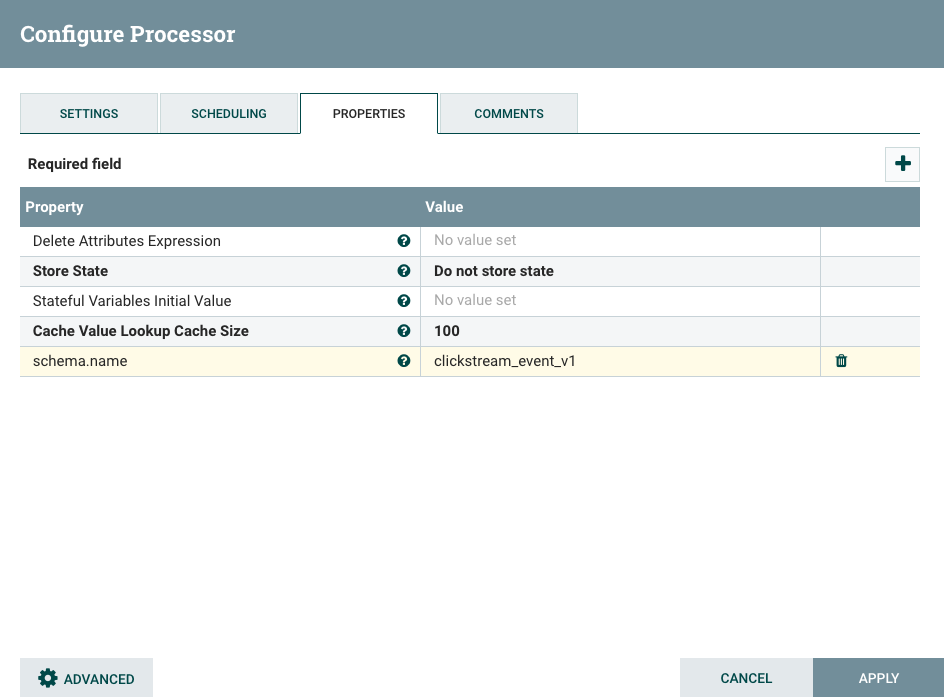 Configure Processor
SETTINGS SCHEDULING PROPERTIES COMMENTS
Required field
Property Value
Delete Attributes Expression No value set
Store State Do not store state
Stateful Variables Initial Value No value set
Cache Value Lookup Cache Size 100
schema.name clickstream_event_v1
ADVANCED CANCEL APPLY